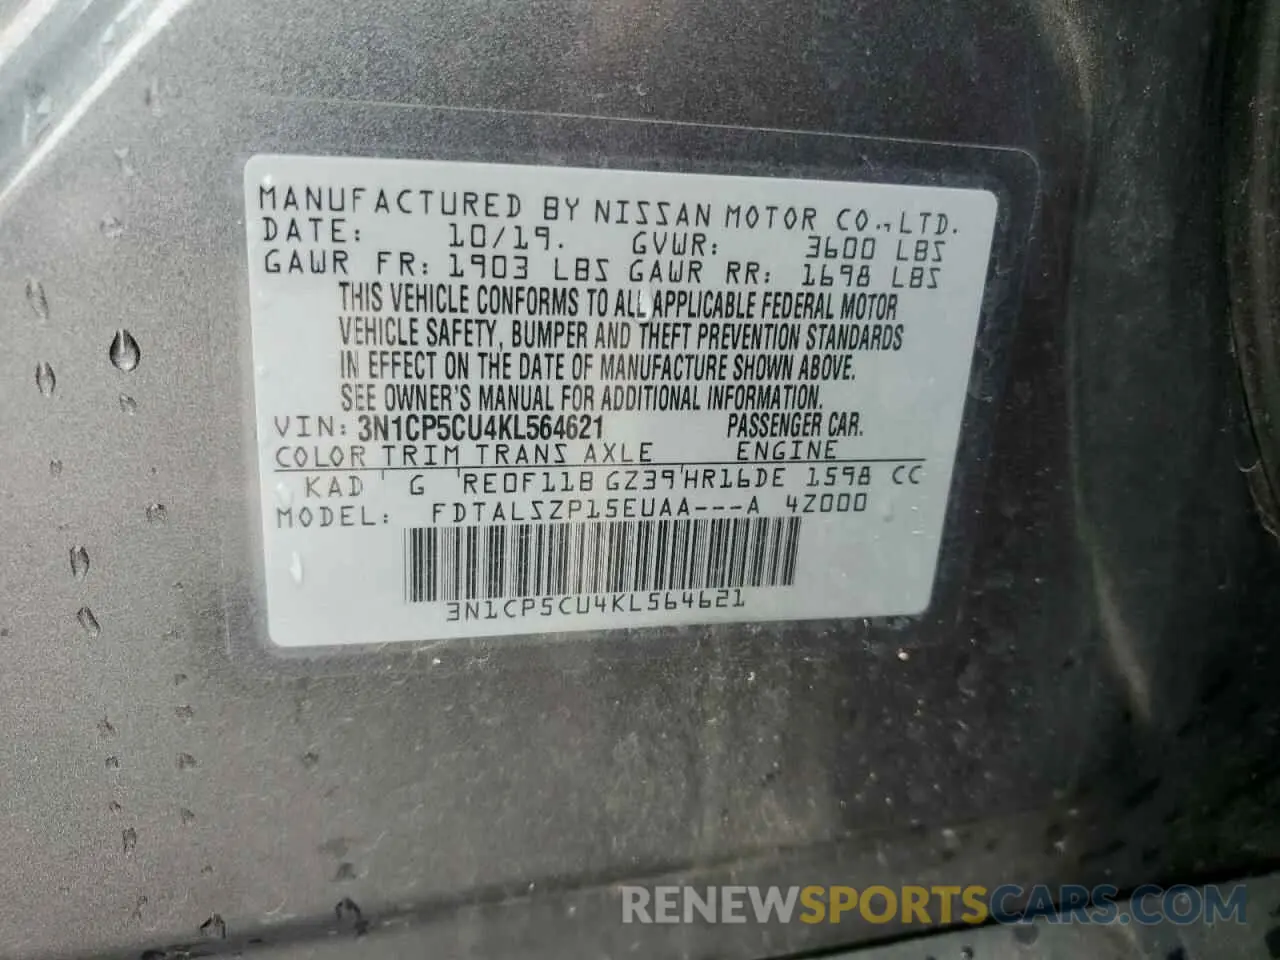 MANUFACTURED BY NISSAN MOTOR CO.,LTD.
DATE: 10/19. GVWR: 3600 LBS
GAWR FR: 1903 LBS GAWR RR: 1698 LBS
THIS VEHICLE CONFORMS TO ALL APPLICABLE FEDERAL MOTOR
VEHICLE SAFETY, BUMPER AND THEFT PREVENTION STANDARDS
IN EFFECT ON THE DATE OF MANUFACTURE SHOWN ABOVE.
SEE OWNER'S MANUAL FOR ADDITIONAL INFORMATION.
VIN: 3N1CP5CU4KL564621 PASSENGER CAR.
COLOR TRIM TRANS AXLE ENGINE
KAD G RE0F11B GZ39 HR16DE 1598 CC
MODEL: FDTALSZP15EUAA---A 4Z000
3N1CP5CU4KL564621
RENEWSPORTSCARS.COM